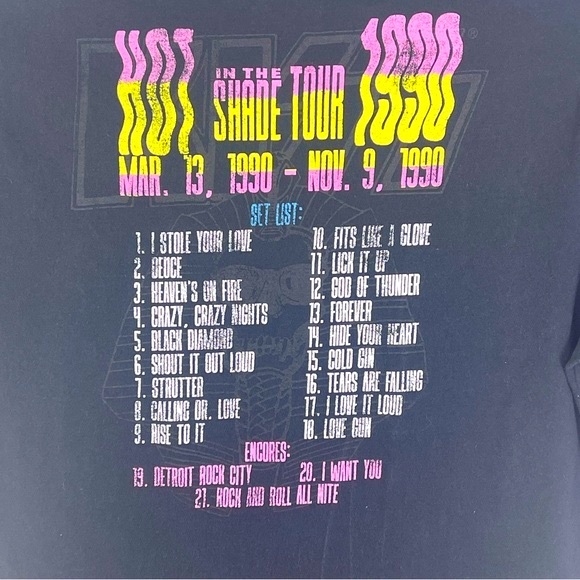 HOT IN THE SHADE TOUR 1990
MAR. 13, 1990 - NOV. 9, 1990
SET LIST:
1. I STOLE YOUR LOVE
2. DEUCE
3. HEAVEN'S ON FIRE
4. CRAZY, CRAZY NIGHTS
5. BLACK DIAMOND
6. SHOUT IT OUT LOUD
7. STRUTTER
8. CALLING DR. LOVE
9. RISE TO IT
10. FITS LIKE A GLOVE
11. LICK IT UP
12. GOD OF THUNDER
13. FOREVER
14. HIDE YOUR HEART
15. COLD GIN
16. TEARS ARE FALLING
17. I LOVE IT LOUD
18. LOVE GUN
ENCORES:
19. DETROIT ROCK CITY 20. I WANT YOU
21. ROCK AND ROLL ALL NITE